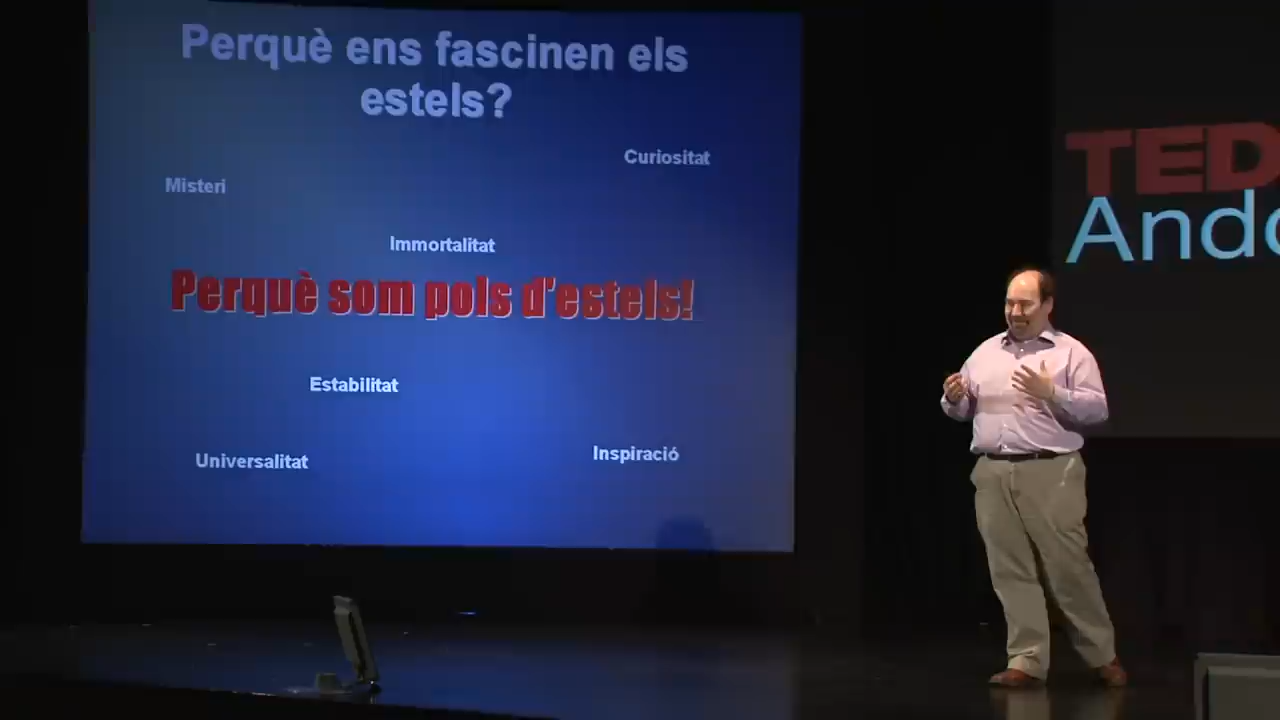 Perquè ens fascinen els
estels?
Curiositat
Misteri
Immortalitat
Perquè som pols d'estels!
Estabilitat
Universalitat
Inspiració
TED
Ando